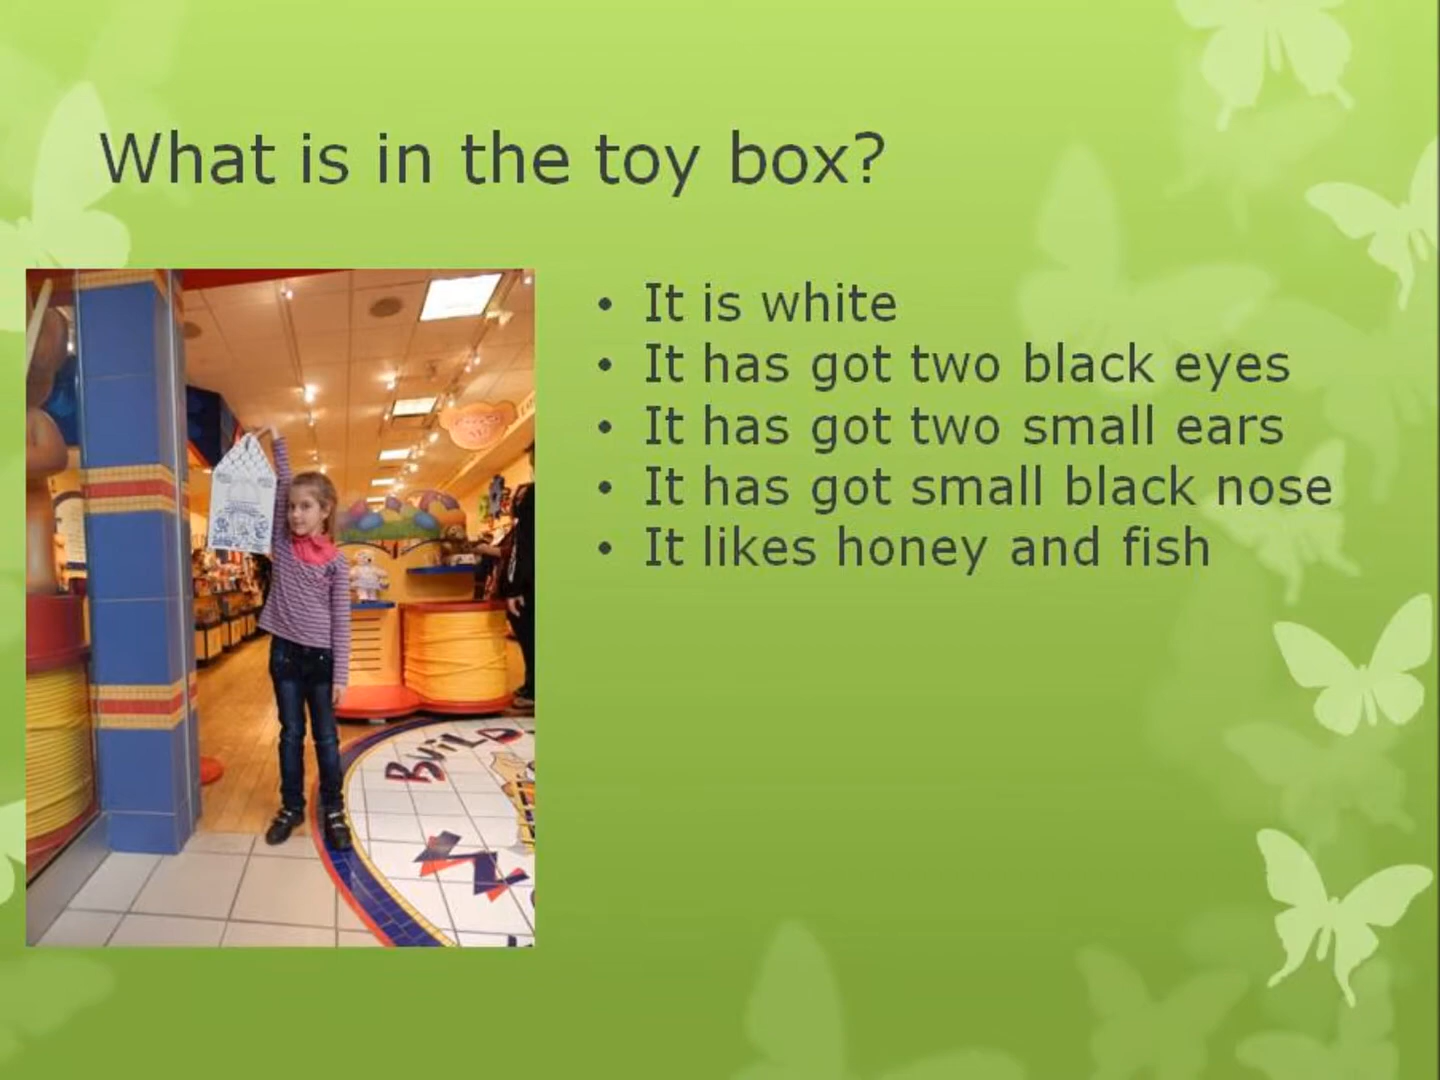 What is in the toy box?
• It is white
• It has got two black eyes
• It has got two small ears
• It has got small black nose
• It likes honey and fish
BUILD